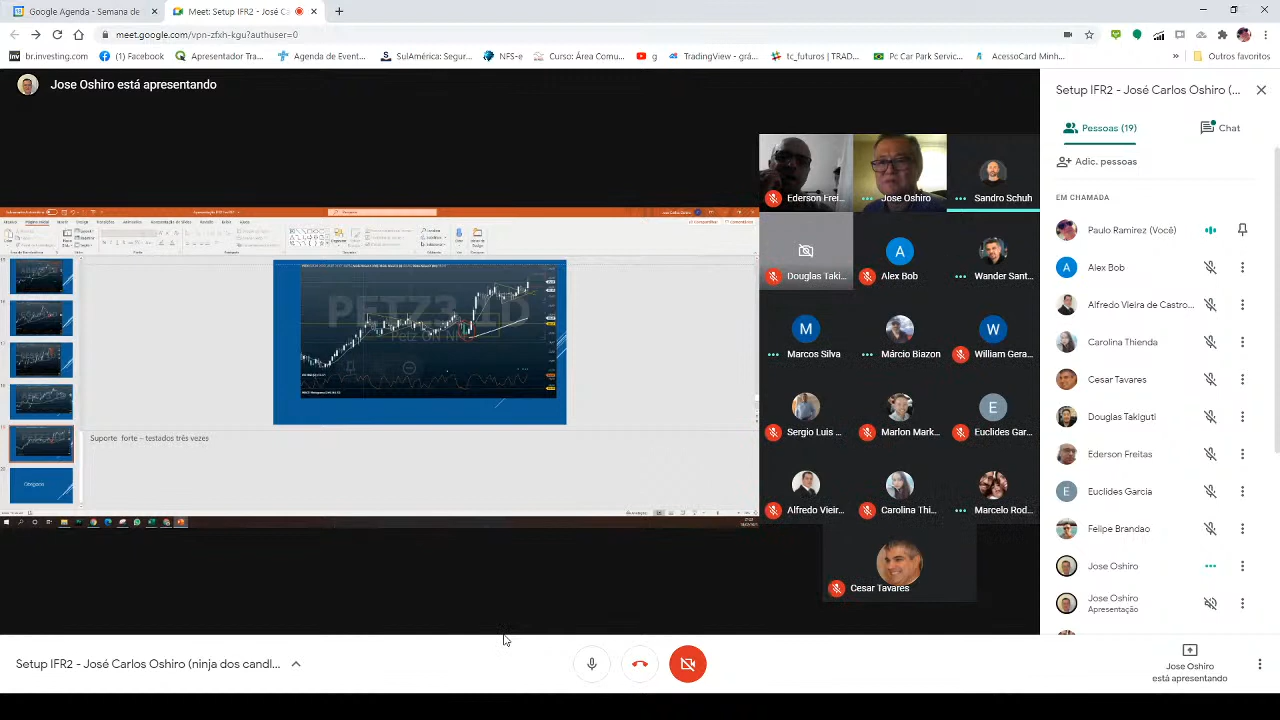 Google Agenda - Semana de
Meet: Setup IFR2 - José Ca
meet.google.com/vpn-zfxh-kgu?authuser=0
br.investing.com
(1) Facebook
Apresentador Tra...
Agenda de Event...
SulAmérica: Segur...
NFS-e
Curso: Área Comu...
g
TradingView - grá...
tc_futuros | TRAD...
Pc Car Park Servic...
AcessoCard Minh...
»
Outros favoritos
Jose Oshiro está apresentando
PETZ3 1D
Petz ON NM
Suporte forte – testados três vezes
Obrigado
Ederson Frei...
Jose Oshiro
Sandro Schuh
Douglas Taki...
A
Alex Bob
Wander Sant...
M
Marcos Silva
Márcio Biazon
W
William Gera...
Sergio Luis ...
Marlon Mark...
E
Euclides Gar...
Alfredo Vieir...
Carolina Thi...
Marcelo Rod...
Cesar Tavares
Setup IFR2 - José Carlos Oshiro (...
Pessoas (19)
Chat
Adic. pessoas
EM CHAMADA
Paulo Ramirez (Você)
A
Alex Bob
Alfredo Vieira de Castro...
Carolina Thienda
Cesar Tavares
Douglas Takiguti
Ederson Freitas
E
Euclides Garcia
Felipe Brandao
Jose Oshiro
Jose Oshiro
Apresentação
Setup IFR2 - José Carlos Oshiro (ninja dos candl...
Jose Oshiro
está apresentando